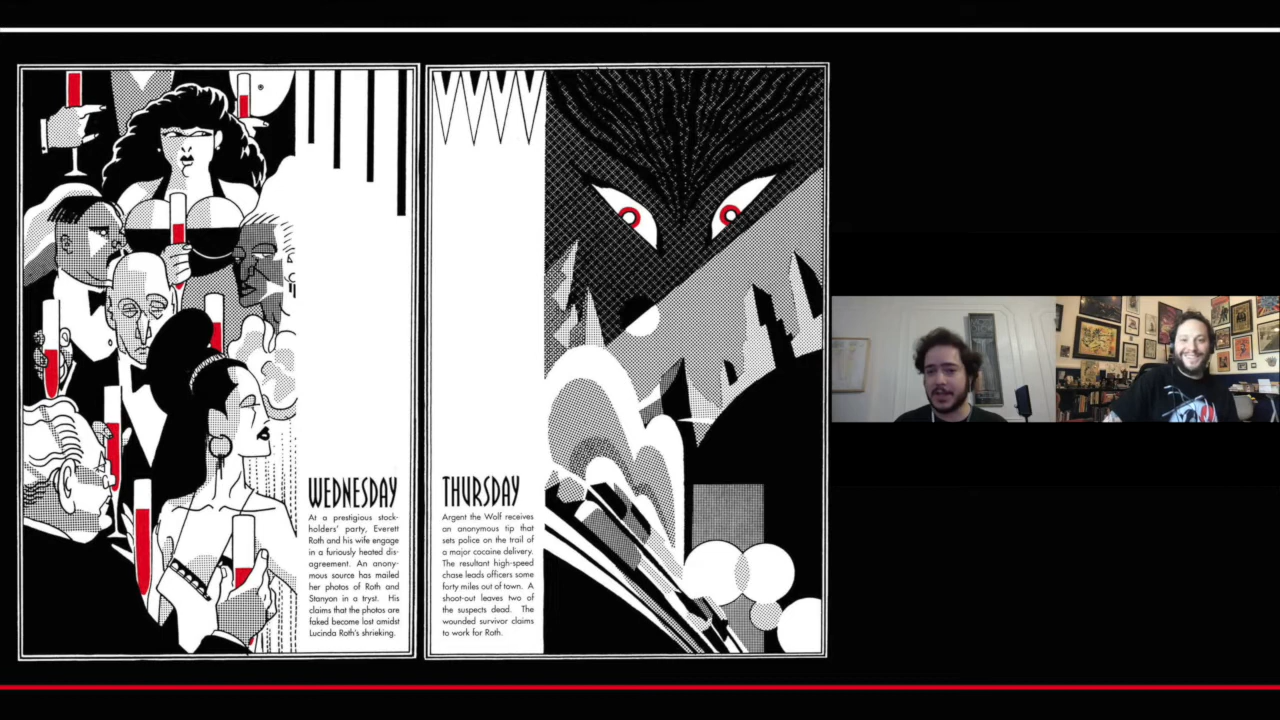 WEDNESDAY
At a prestigious stock-
holders' party, Everett
Roth and his wife engage
in a furiously heated dis-
agreement. An anony-
mous source has mailed
her photos of Roth and
Stanyon in a tryst. His
claims that the photos are
faked become lost amidst
Lucinda Roth's shrieking.
THURSDAY
Argent the Wolf receives
an anonymous tip that
sets police on the trail of
a major cocaine delivery.
The resultant high-speed
chase leads officers some
forty miles out of town. A
shoot-out leaves two of
the suspects dead. The
wounded survivor claims
to work for Roth.